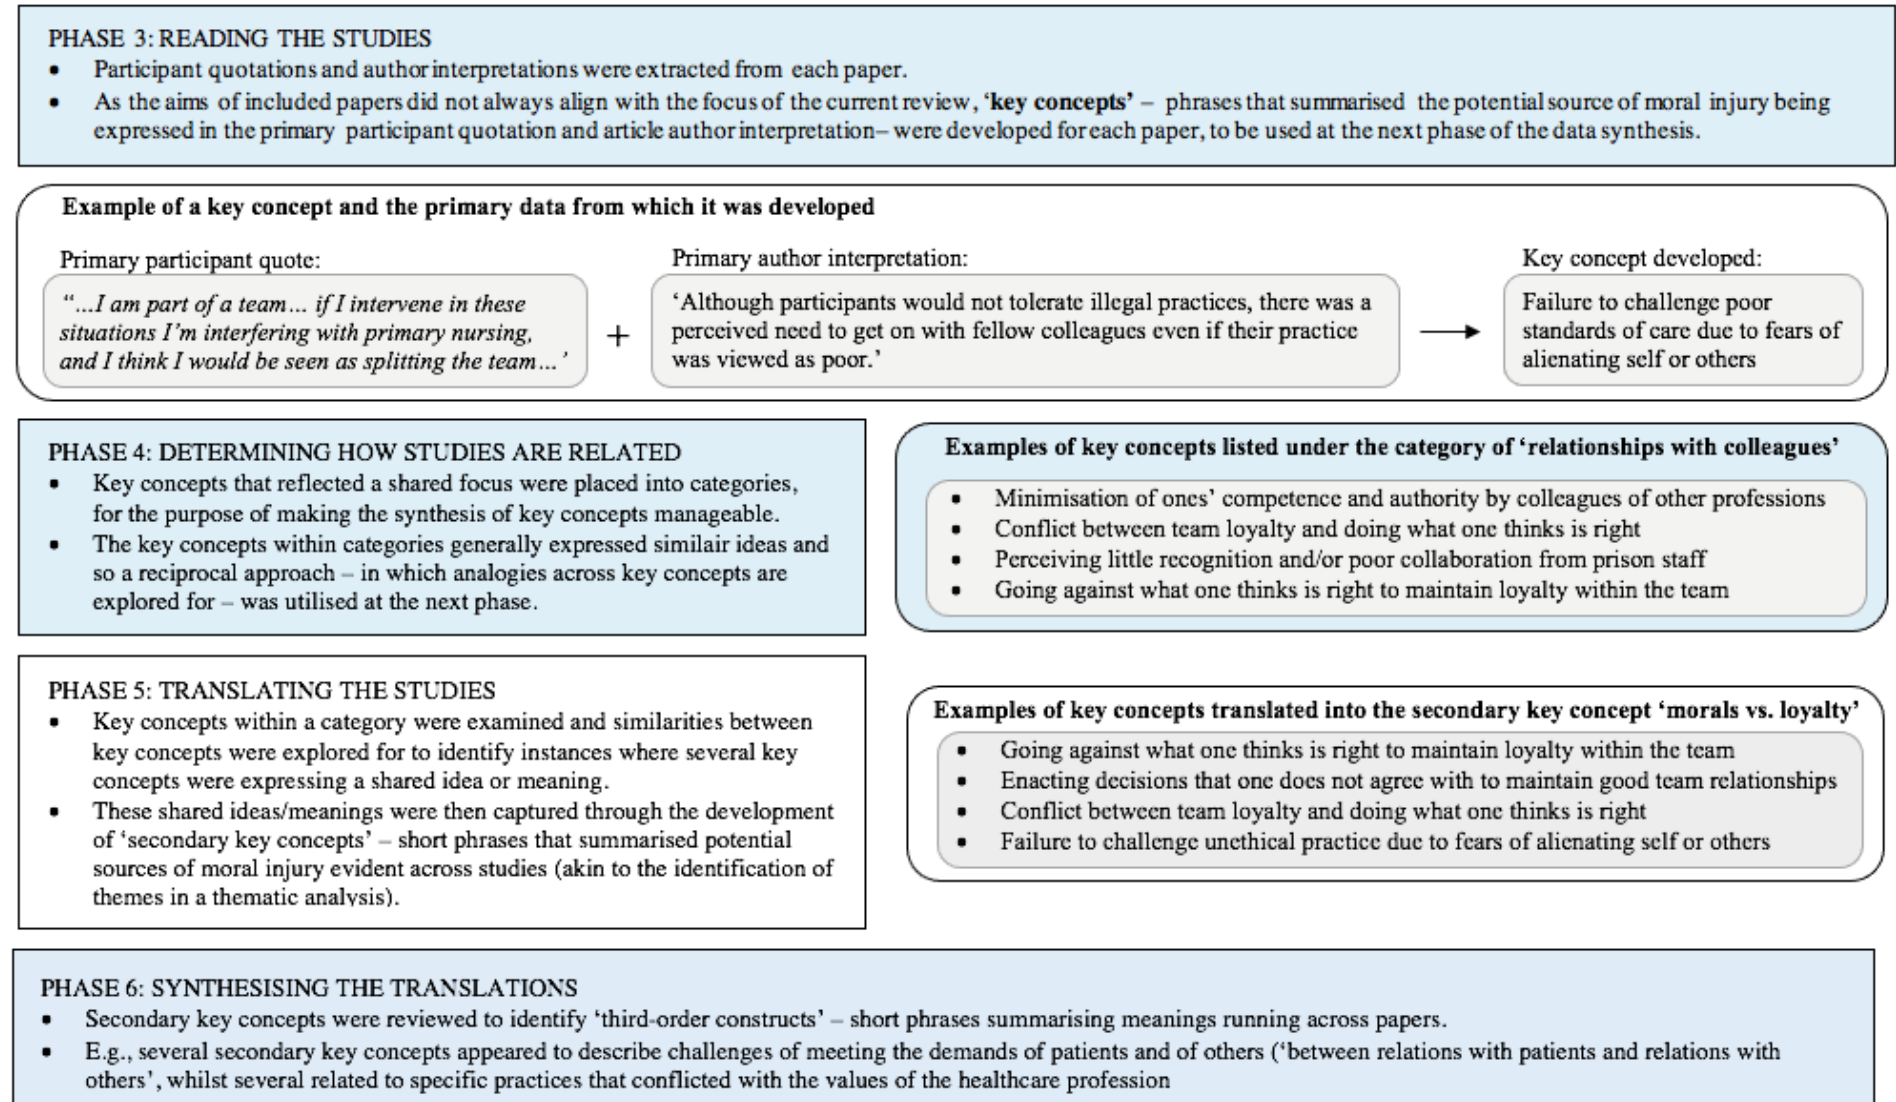 PHASE 3: READING THE STUDIES
• Participant quotations and author interpretations were extracted from each paper.
• As the aims of included papers did not always align with the focus of the current review, ‘key concepts’ – phrases that summarised the potential source of moral injury being
expressed in the primary participant quotation and article author interpretation– were developed for each paper, to be used at the next phase of the data synthesis.
Example of a key concept and the primary data from which it was developed
Primary participant quote:
“…I am part of a team… if I intervene in these
situations I’m interfering with primary nursing,
and I think I would be seen as splitting the team…’
+
Primary author interpretation:
‘Although participants would not tolerate illegal practices, there was a
perceived need to get on with fellow colleagues even if their practice
was viewed as poor.’
Key concept developed:
Failure to challenge poor
standards of care due to fears of
alienating self or others
PHASE 4: DETERMINING HOW STUDIES ARE RELATED
• Key concepts that reflected a shared focus were placed into categories,
for the purpose of making the synthesis of key concepts manageable.
• The key concepts within categories generally expressed similair ideas and
so a reciprocal approach – in which analogies across key concepts are
explored for – was utilised at the next phase.
Examples of key concepts listed under the category of ‘relationships with colleagues’
• Minimisation of ones’ competence and authority by colleagues of other professions
• Conflict between team loyalty and doing what one thinks is right
• Perceiving little recognition and/or poor collaboration from prison staff
• Going against what one thinks is right to maintain loyalty within the team
PHASE 5: TRANSLATING THE STUDIES
• Key concepts within a category were examined and similarities between
key concepts were explored for to identify instances where several key
concepts were expressing a shared idea or meaning.
• These shared ideas/meanings were then captured through the development
of ‘secondary key concepts’ – short phrases that summarised potential
sources of moral injury evident across studies (akin to the identification of
themes in a thematic analysis).
Examples of key concepts translated into the secondary key concept ‘morals vs. loyalty’
• Going against what one thinks is right to maintain loyalty within the team
• Enacting decisions that one does not agree with to maintain good team relationships
• Conflict between team loyalty and doing what one thinks is right
• Failure to challenge unethical practice due to fears of alienating self or others
PHASE 6: SYNTHESISING THE TRANSLATIONS
• Secondary key concepts were reviewed to identify ‘third-order constructs’ – short phrases summarising meanings running across papers.
• E.g., several secondary key concepts appeared to describe challenges of meeting the demands of patients and of others (‘between relations with patients and relations with
others’, whilst several related to specific practices that conflicted with the values of the healthcare profession